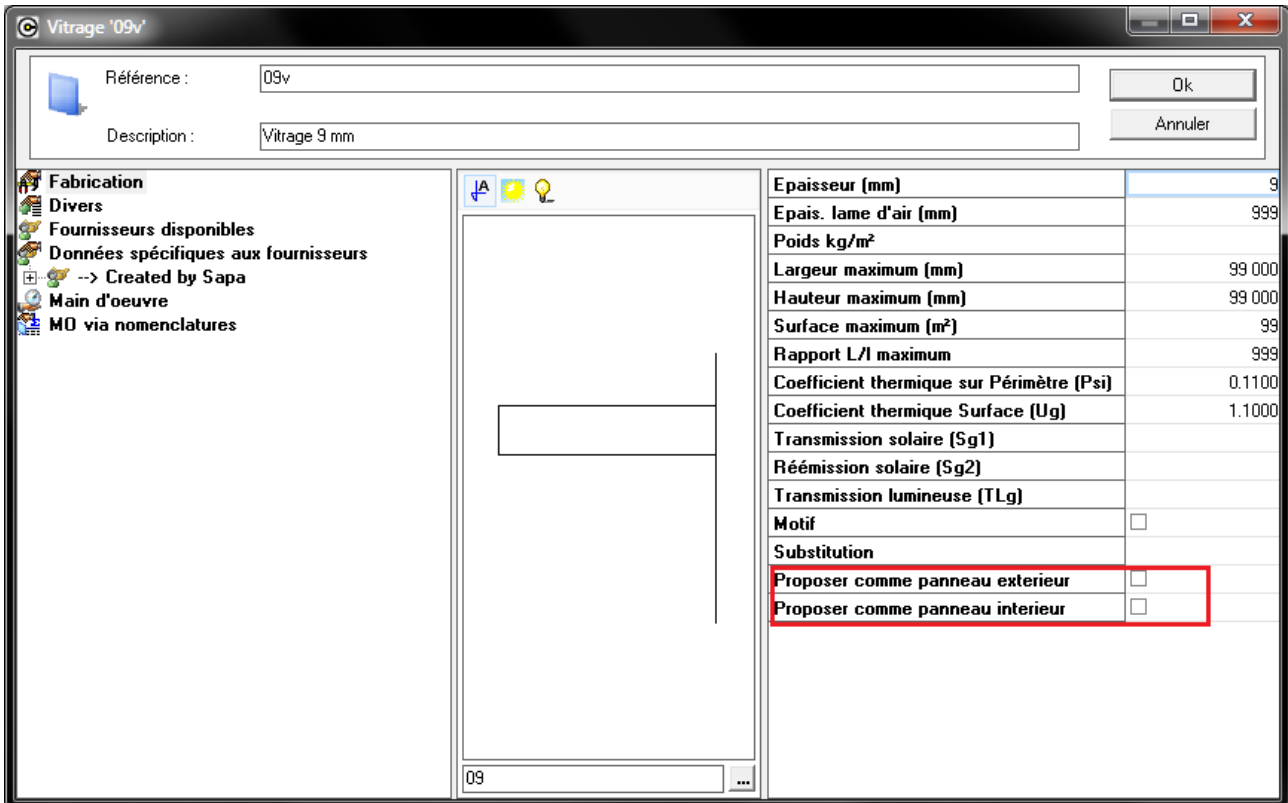 Vitrage '09v'
Référence : 09v
Ok
Description : Vitrage 9 mm
Annuler
Fabrication
Divers
Fournisseurs disponibles
Données spécifiques aux fournisseurs
--> Created by Sapa
Main d'oeuvre
MO via nomenclatures
A
09
...
Epaisseur (mm) 9
Epais. lame d'air (mm) 999
Poids kg/m²
Largeur maximum (mm) 99 000
Hauteur maximum (mm) 99 000
Surface maximum (m²) 99
Rapport L/l maximum 999
Coefficient thermique sur Périmètre (Psi) 0.1100
Coefficient thermique Surface (Ug) 1.1000
Transmission solaire (Sg1)
Réémission solaire (Sg2)
Transmission lumineuse (TLg)
Motif
Substitution
Proposer comme panneau exterieur
Proposer comme panneau interieur